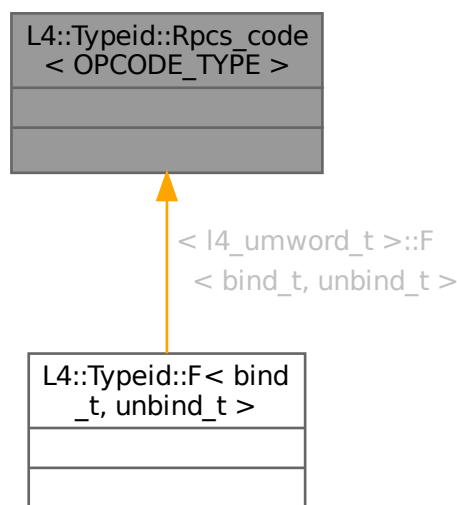 L4::Typeid::Rpcs_code
< OPCODE_TYPE >
< l4_umword_t >::F
< bind_t, unbind_t >
L4::Typeid::F< bind
_t, unbind_t >